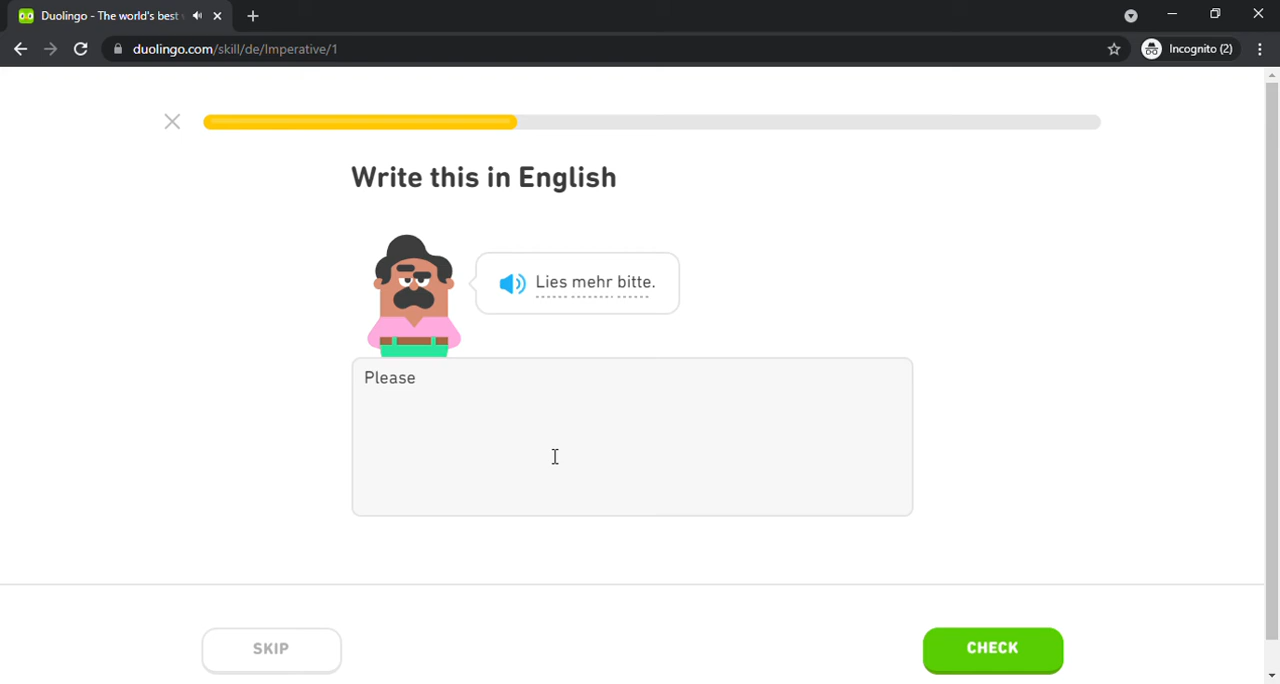 Duolingo - The world's best
duolingo.com/skill/de/Imperative/1
Incognito (2)
Write this in English
Lies mehr bitte.
Please
SKIP
CHECK